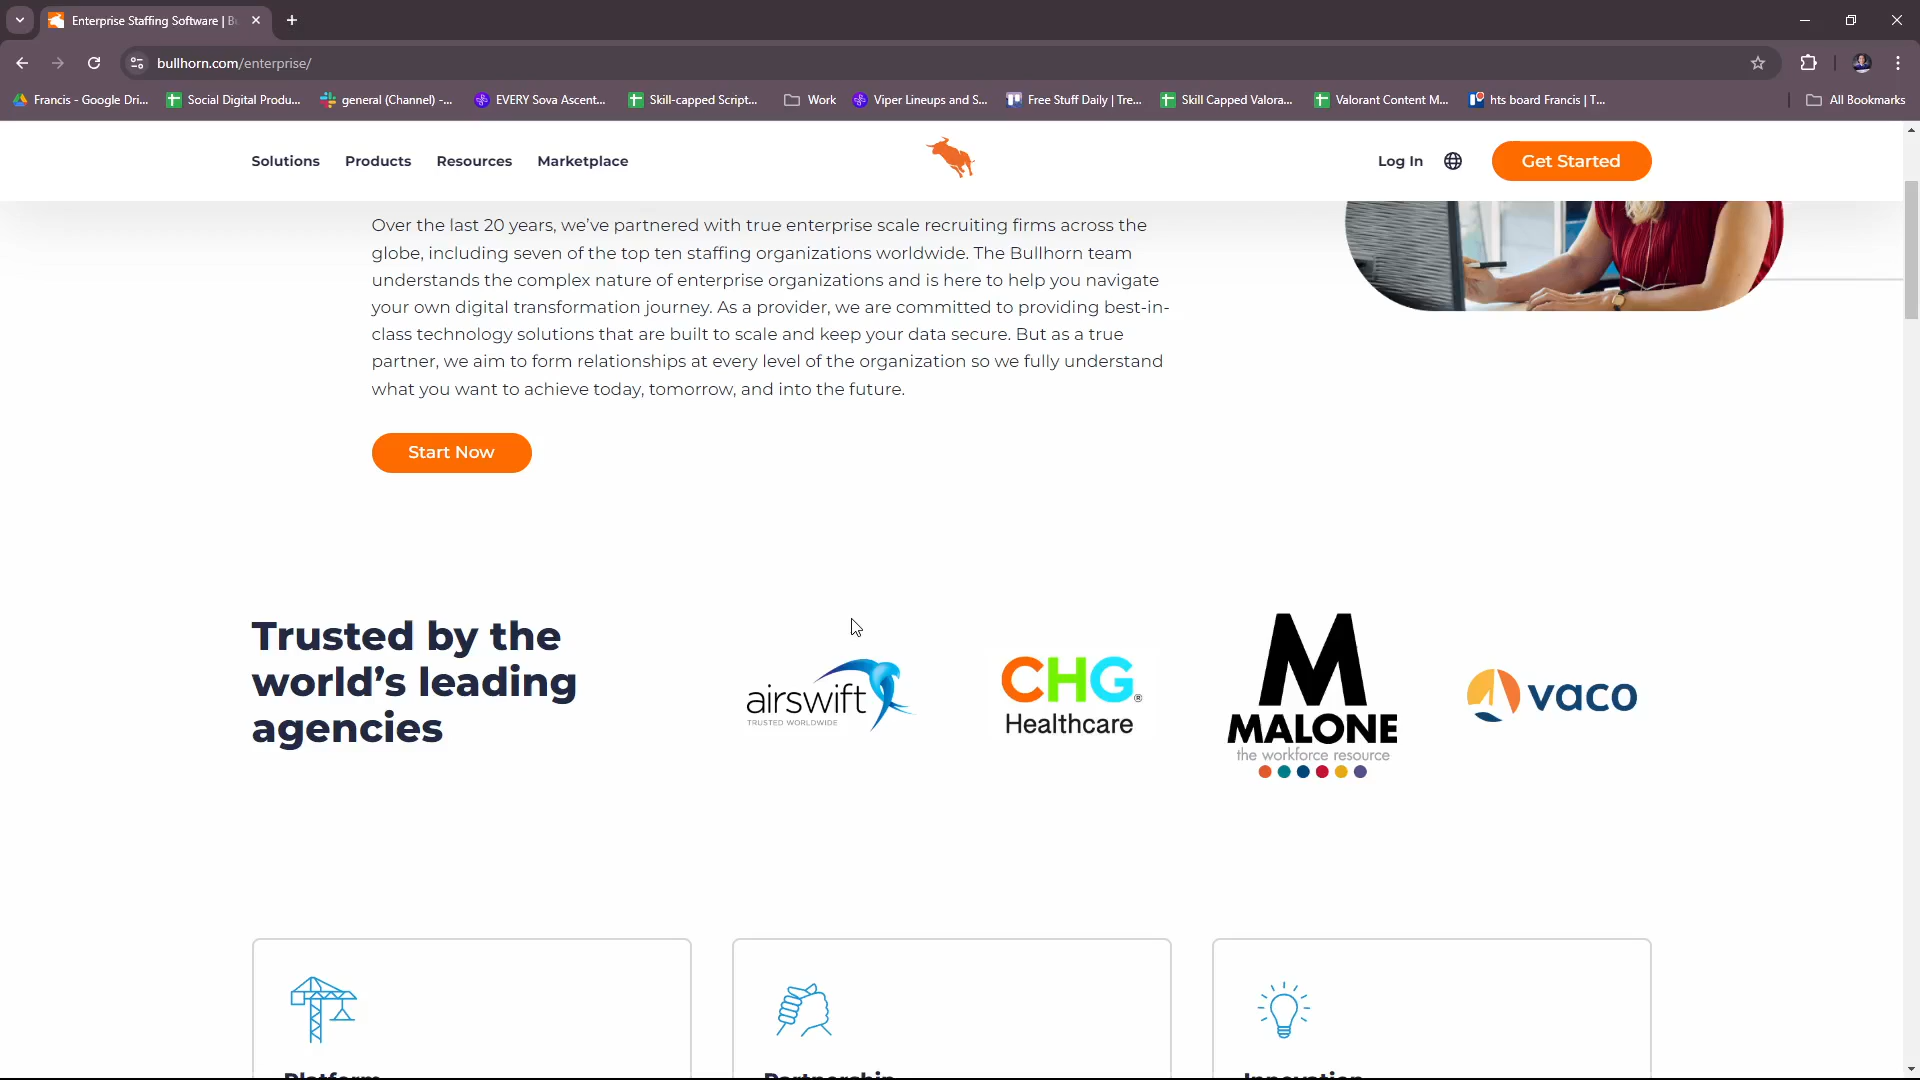 Enterprise Staffing Software | B
bullhorn.com/enterprise/
Francis - Google Dri...
Social Digital Produ...
general (Channel) -...
EVERY Sova Ascent...
Skill-capped Script...
Work
Viper Lineups and S...
Free Stuff Daily | Tre...
Skill Capped Valora...
Valorant Content M...
hts board Francis | T...
All Bookmarks
Solutions
Products
Resources
Marketplace
Log In
Get Started
Over the last 20 years, we’ve partnered with true enterprise scale recruiting firms across the
globe, including seven of the top ten staffing organizations worldwide. The Bullhorn team
understands the complex nature of enterprise organizations and is here to help you navigate
your own digital transformation journey. As a provider, we are committed to providing best-in-
class technology solutions that are built to scale and keep your data secure. But as a true
partner, we aim to form relationships at every level of the organization so we fully understand
what you want to achieve today, tomorrow, and into the future.
Start Now
Trusted by the
world’s leading
agencies
airswift
TRUSTED WORLDWIDE
CHG®
Healthcare
M
MALONE
the workforce resource
vaco
Platform
Partnership
Innovation